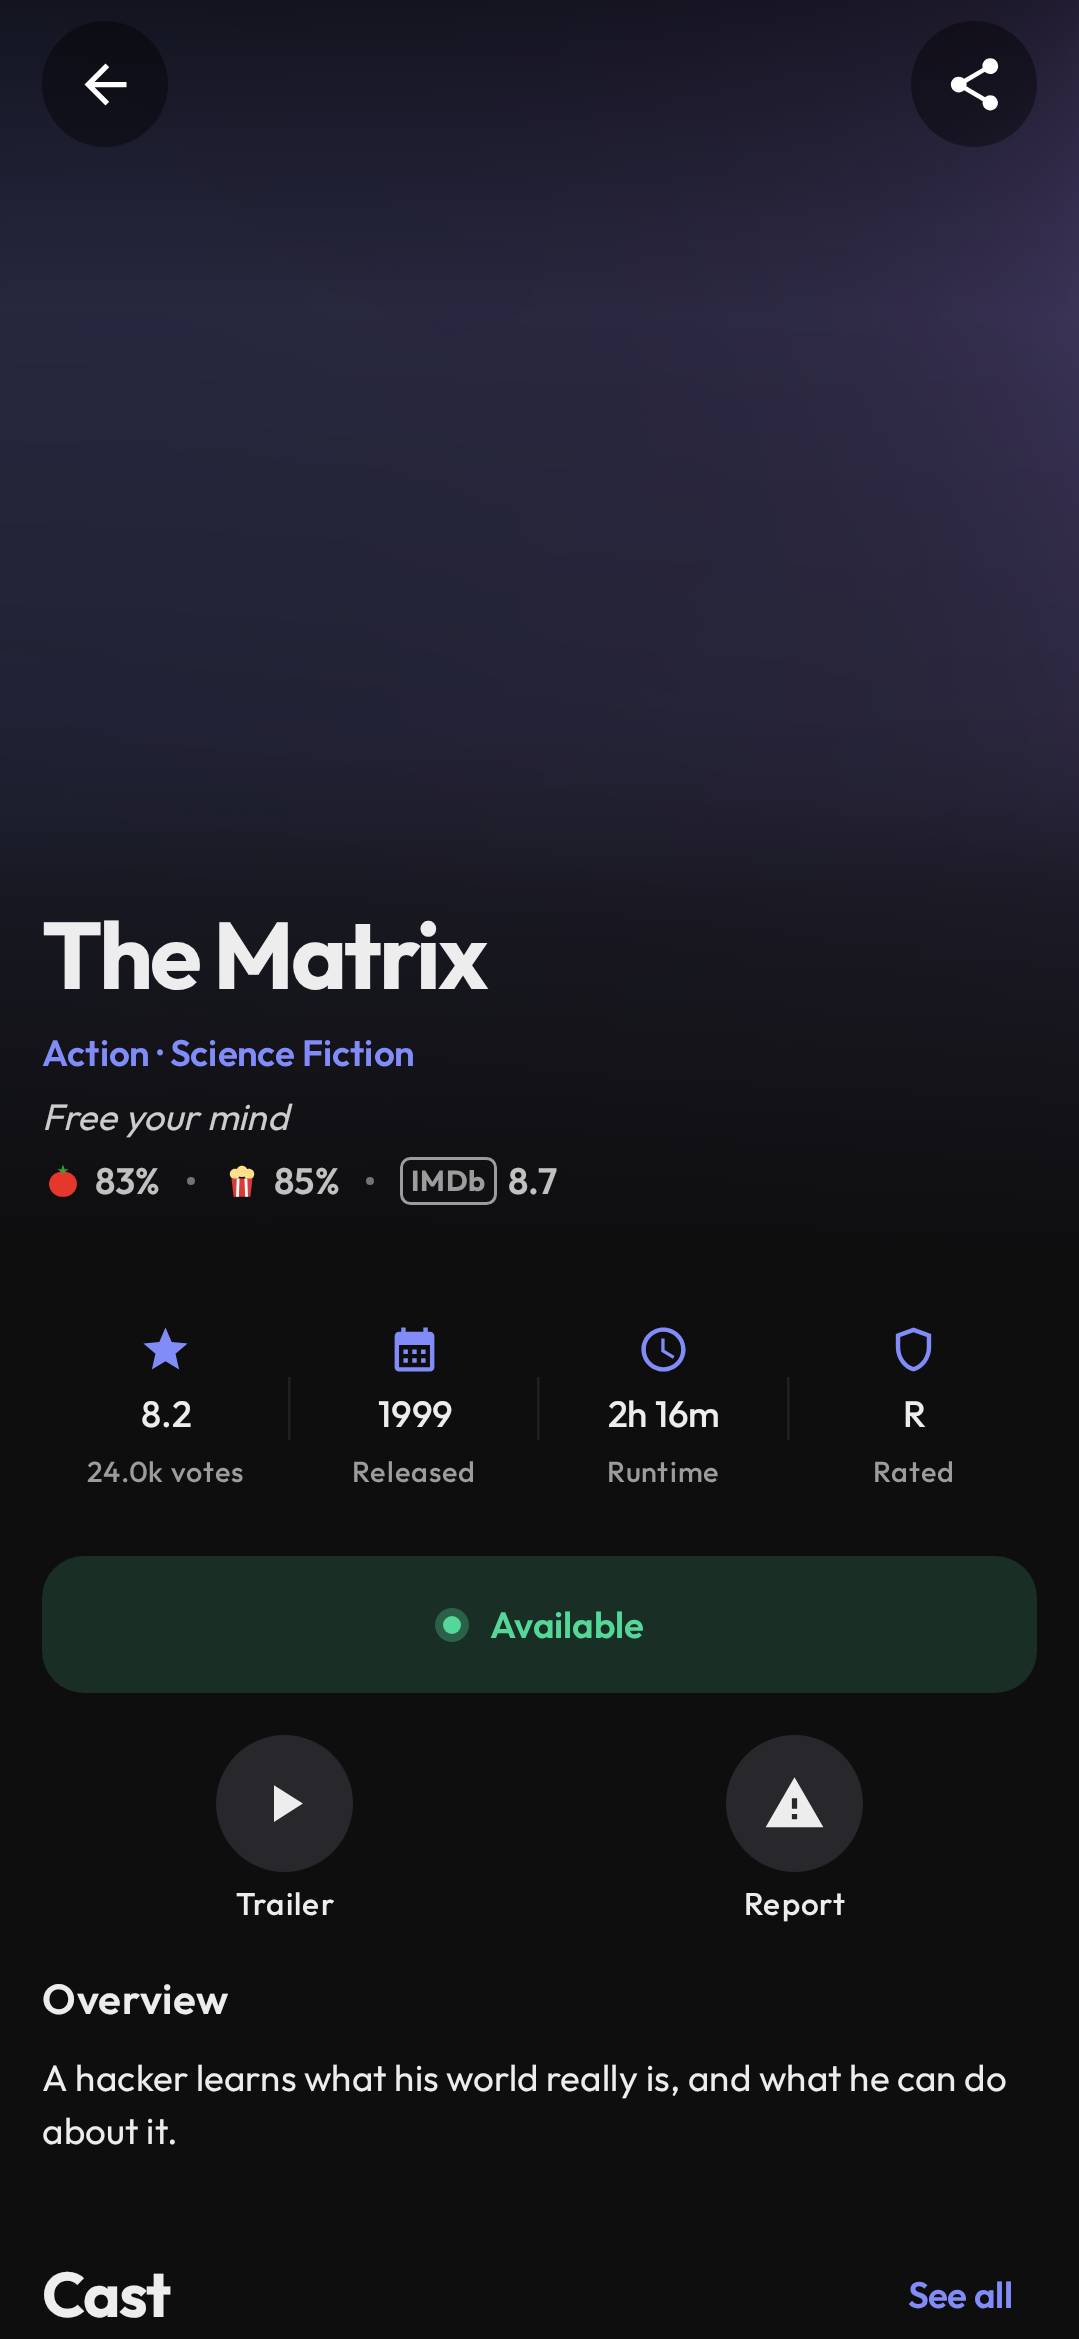 The Matrix
Action · Science Fiction
Free your mind
83% • 85% • IMDb 8.7
8.2 1999 2h 16m R
24.0k votes Released Runtime Rated
Available
Trailer Report
Overview
A hacker learns what his world really is, and what he can do
about it.
Cast See all